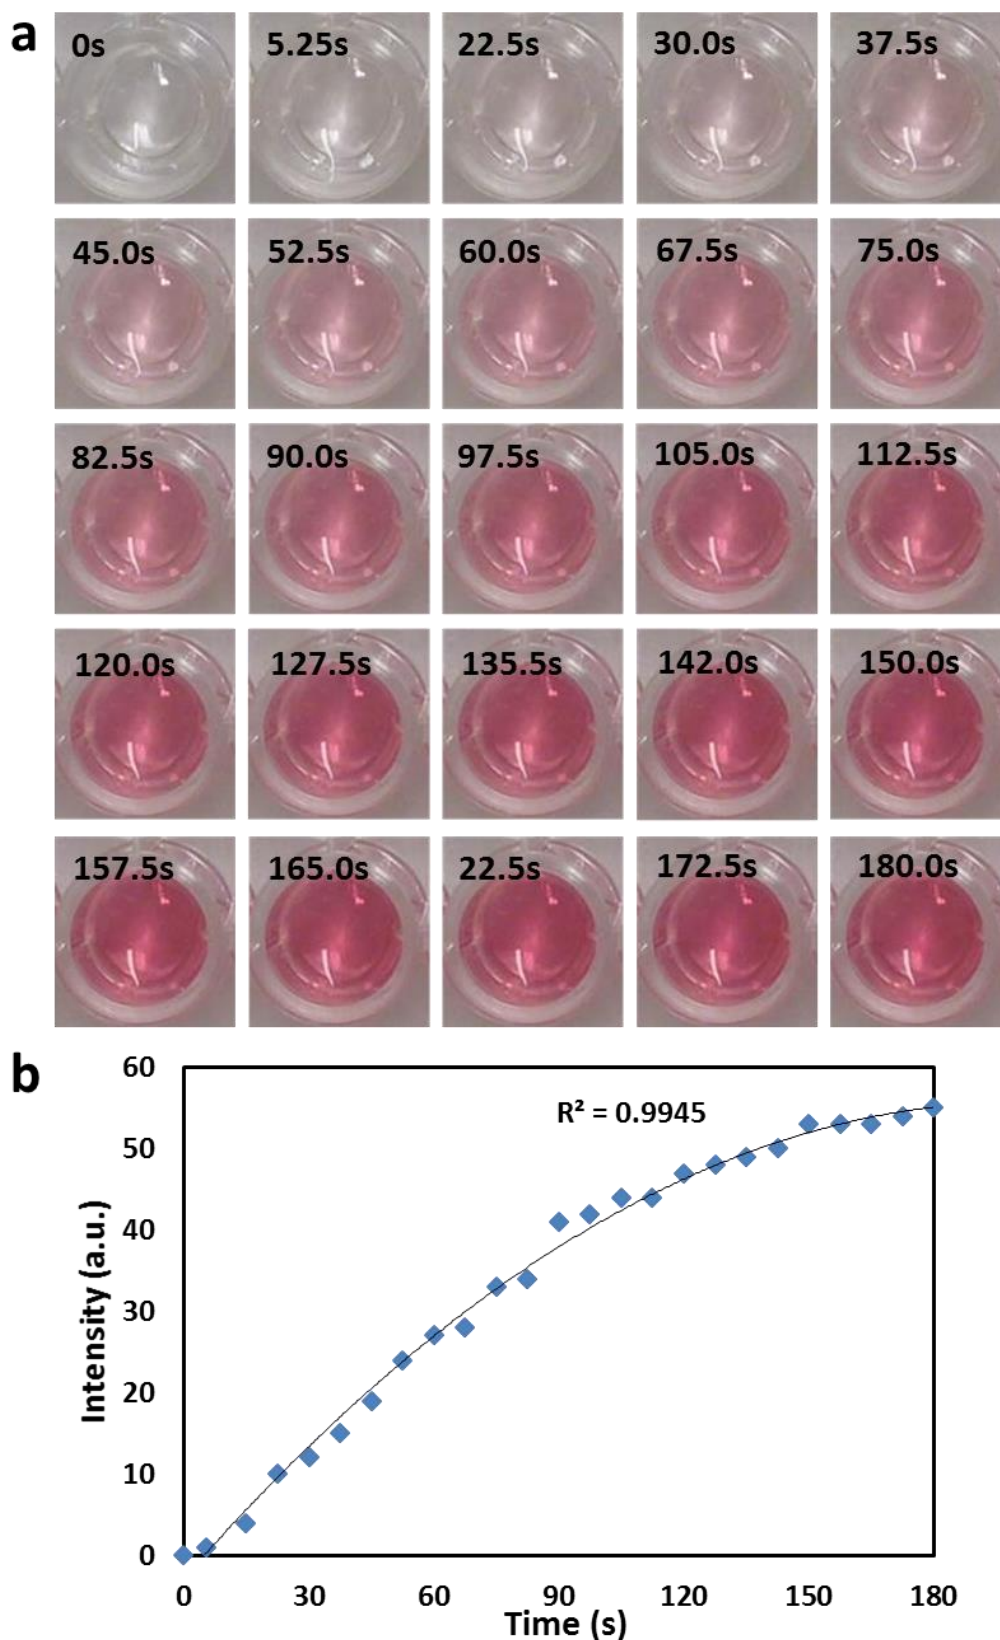 a
0s 5.25s 22.5s 30.0s 37.5s
45.0s 52.5s 60.0s 67.5s 75.0s
82.5s 90.0s 97.5s 105.0s 112.5s
120.0s 127.5s 135.5s 142.0s 150.0s
157.5s 165.0s 22.5s 172.5s 180.0s
b
60
R² = 0.9945
50
40
30
20
10
0
Intensity (a.u.)
0 30 60 90 120 150 180
Time (s)